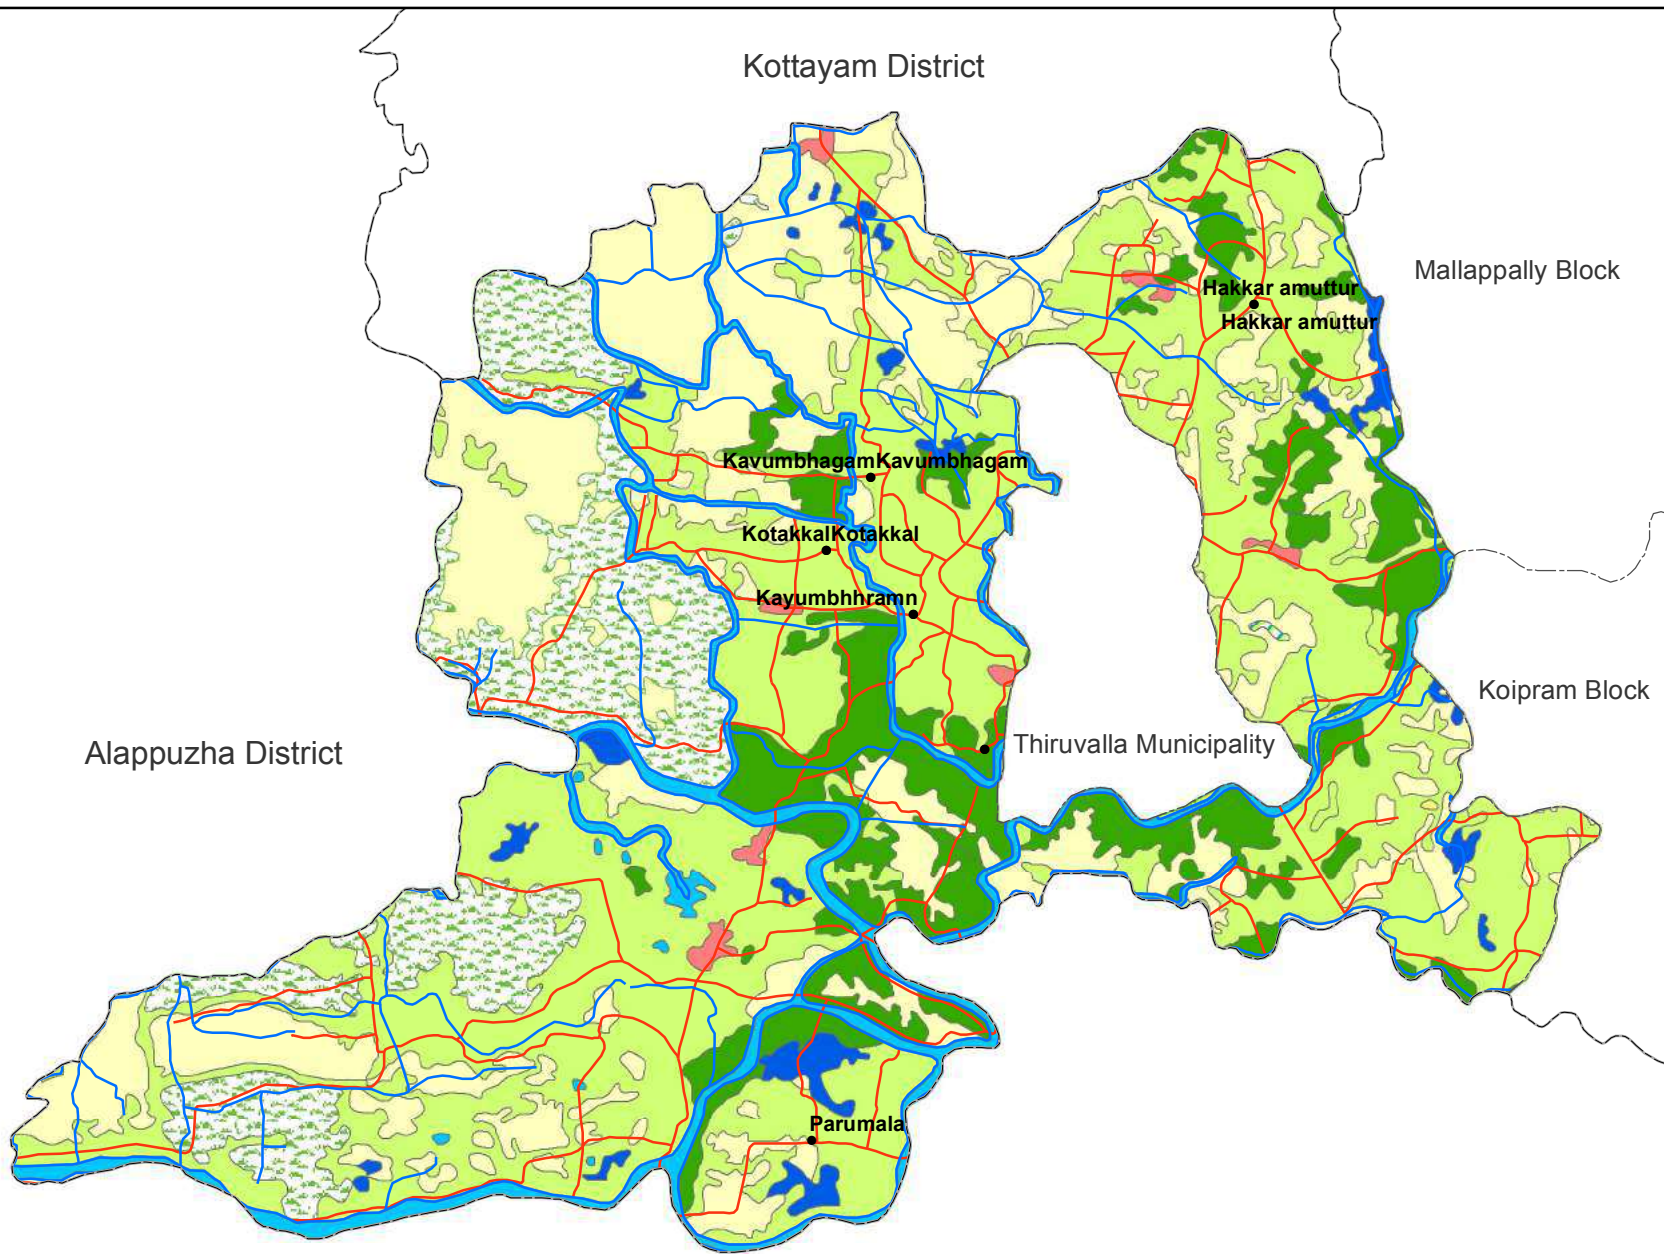 Kottayam District
Mallappally Block
Hakkar amuttur
Hakkar amuttur
KavumbhagamKavumbhagam
KotakkalKotakkal
Kayumbhhramn
Koipram Block
Thiruvalla Municipality
Alappuzha District
Parumala